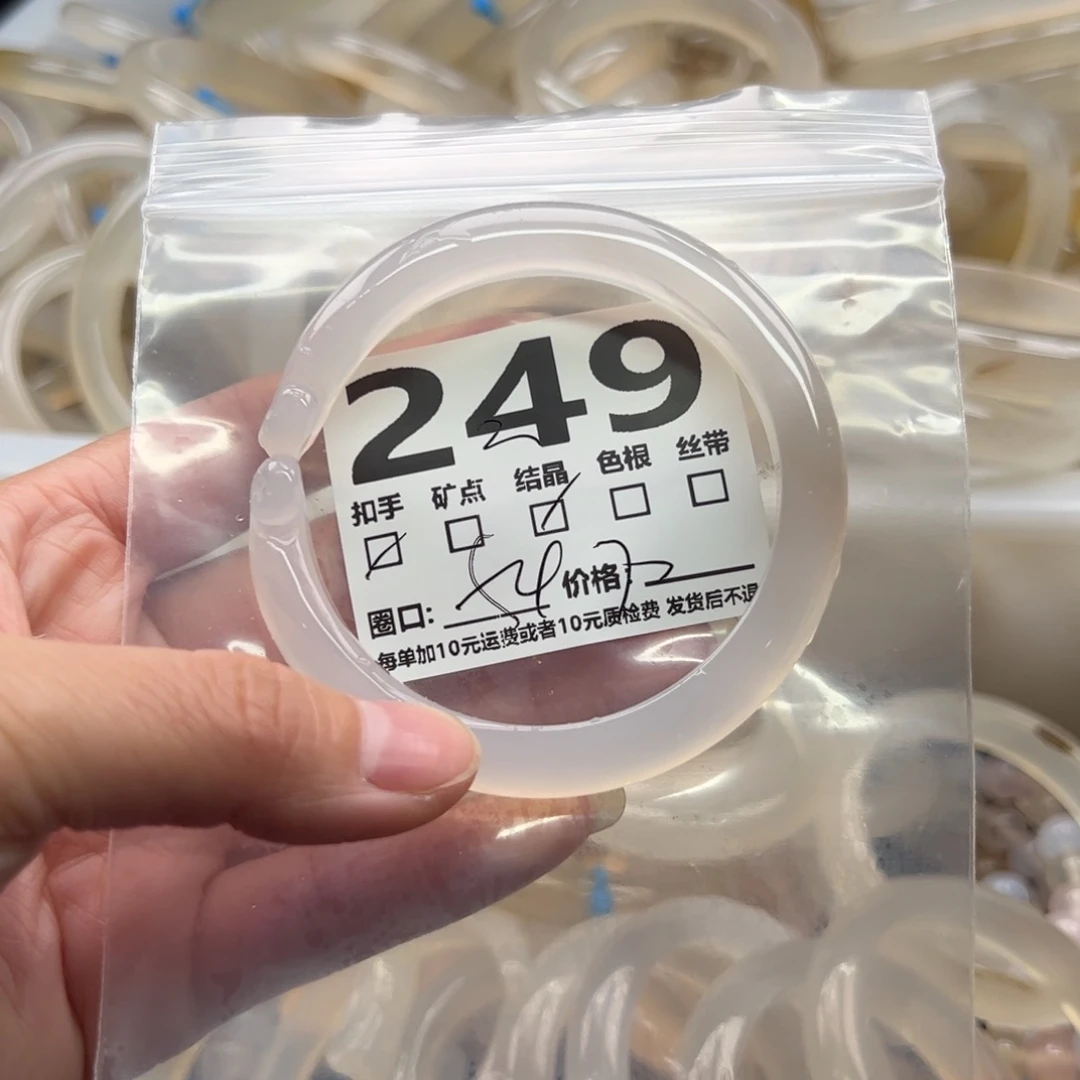 249
扣手 矿点 结晶 色根 丝带
圈口: 54 价格:
每单加10元运费或者10元质检费 发货后不退